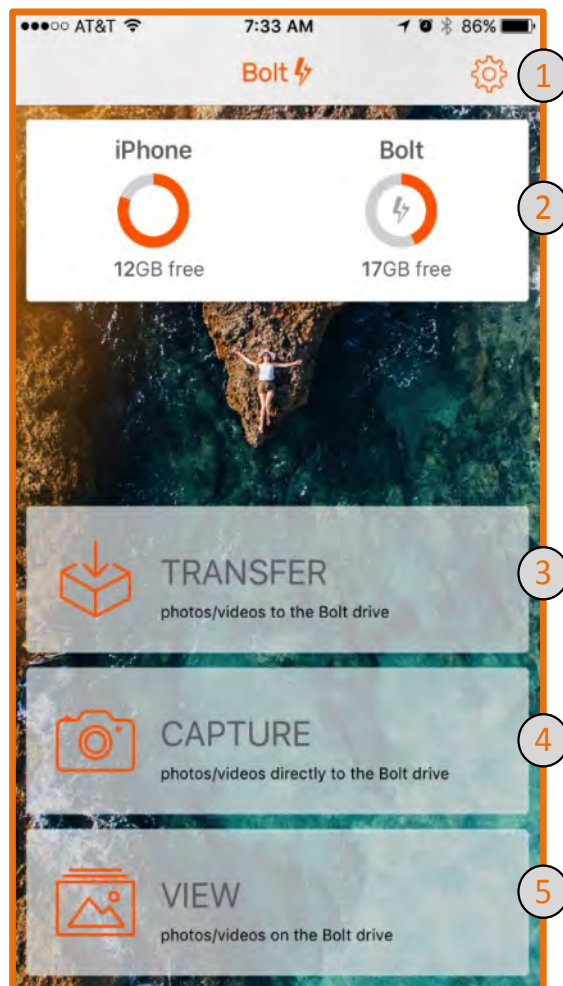 AT&T 7:33 AM 86%
Bolt
1
iPhone Bolt
2
12GB free 17GB free
TRANSFER
3
photos/videos to the Bolt drive
CAPTURE
4
photos/videos directly to the Bolt drive
VIEW
5
photos/videos on the Bolt drive